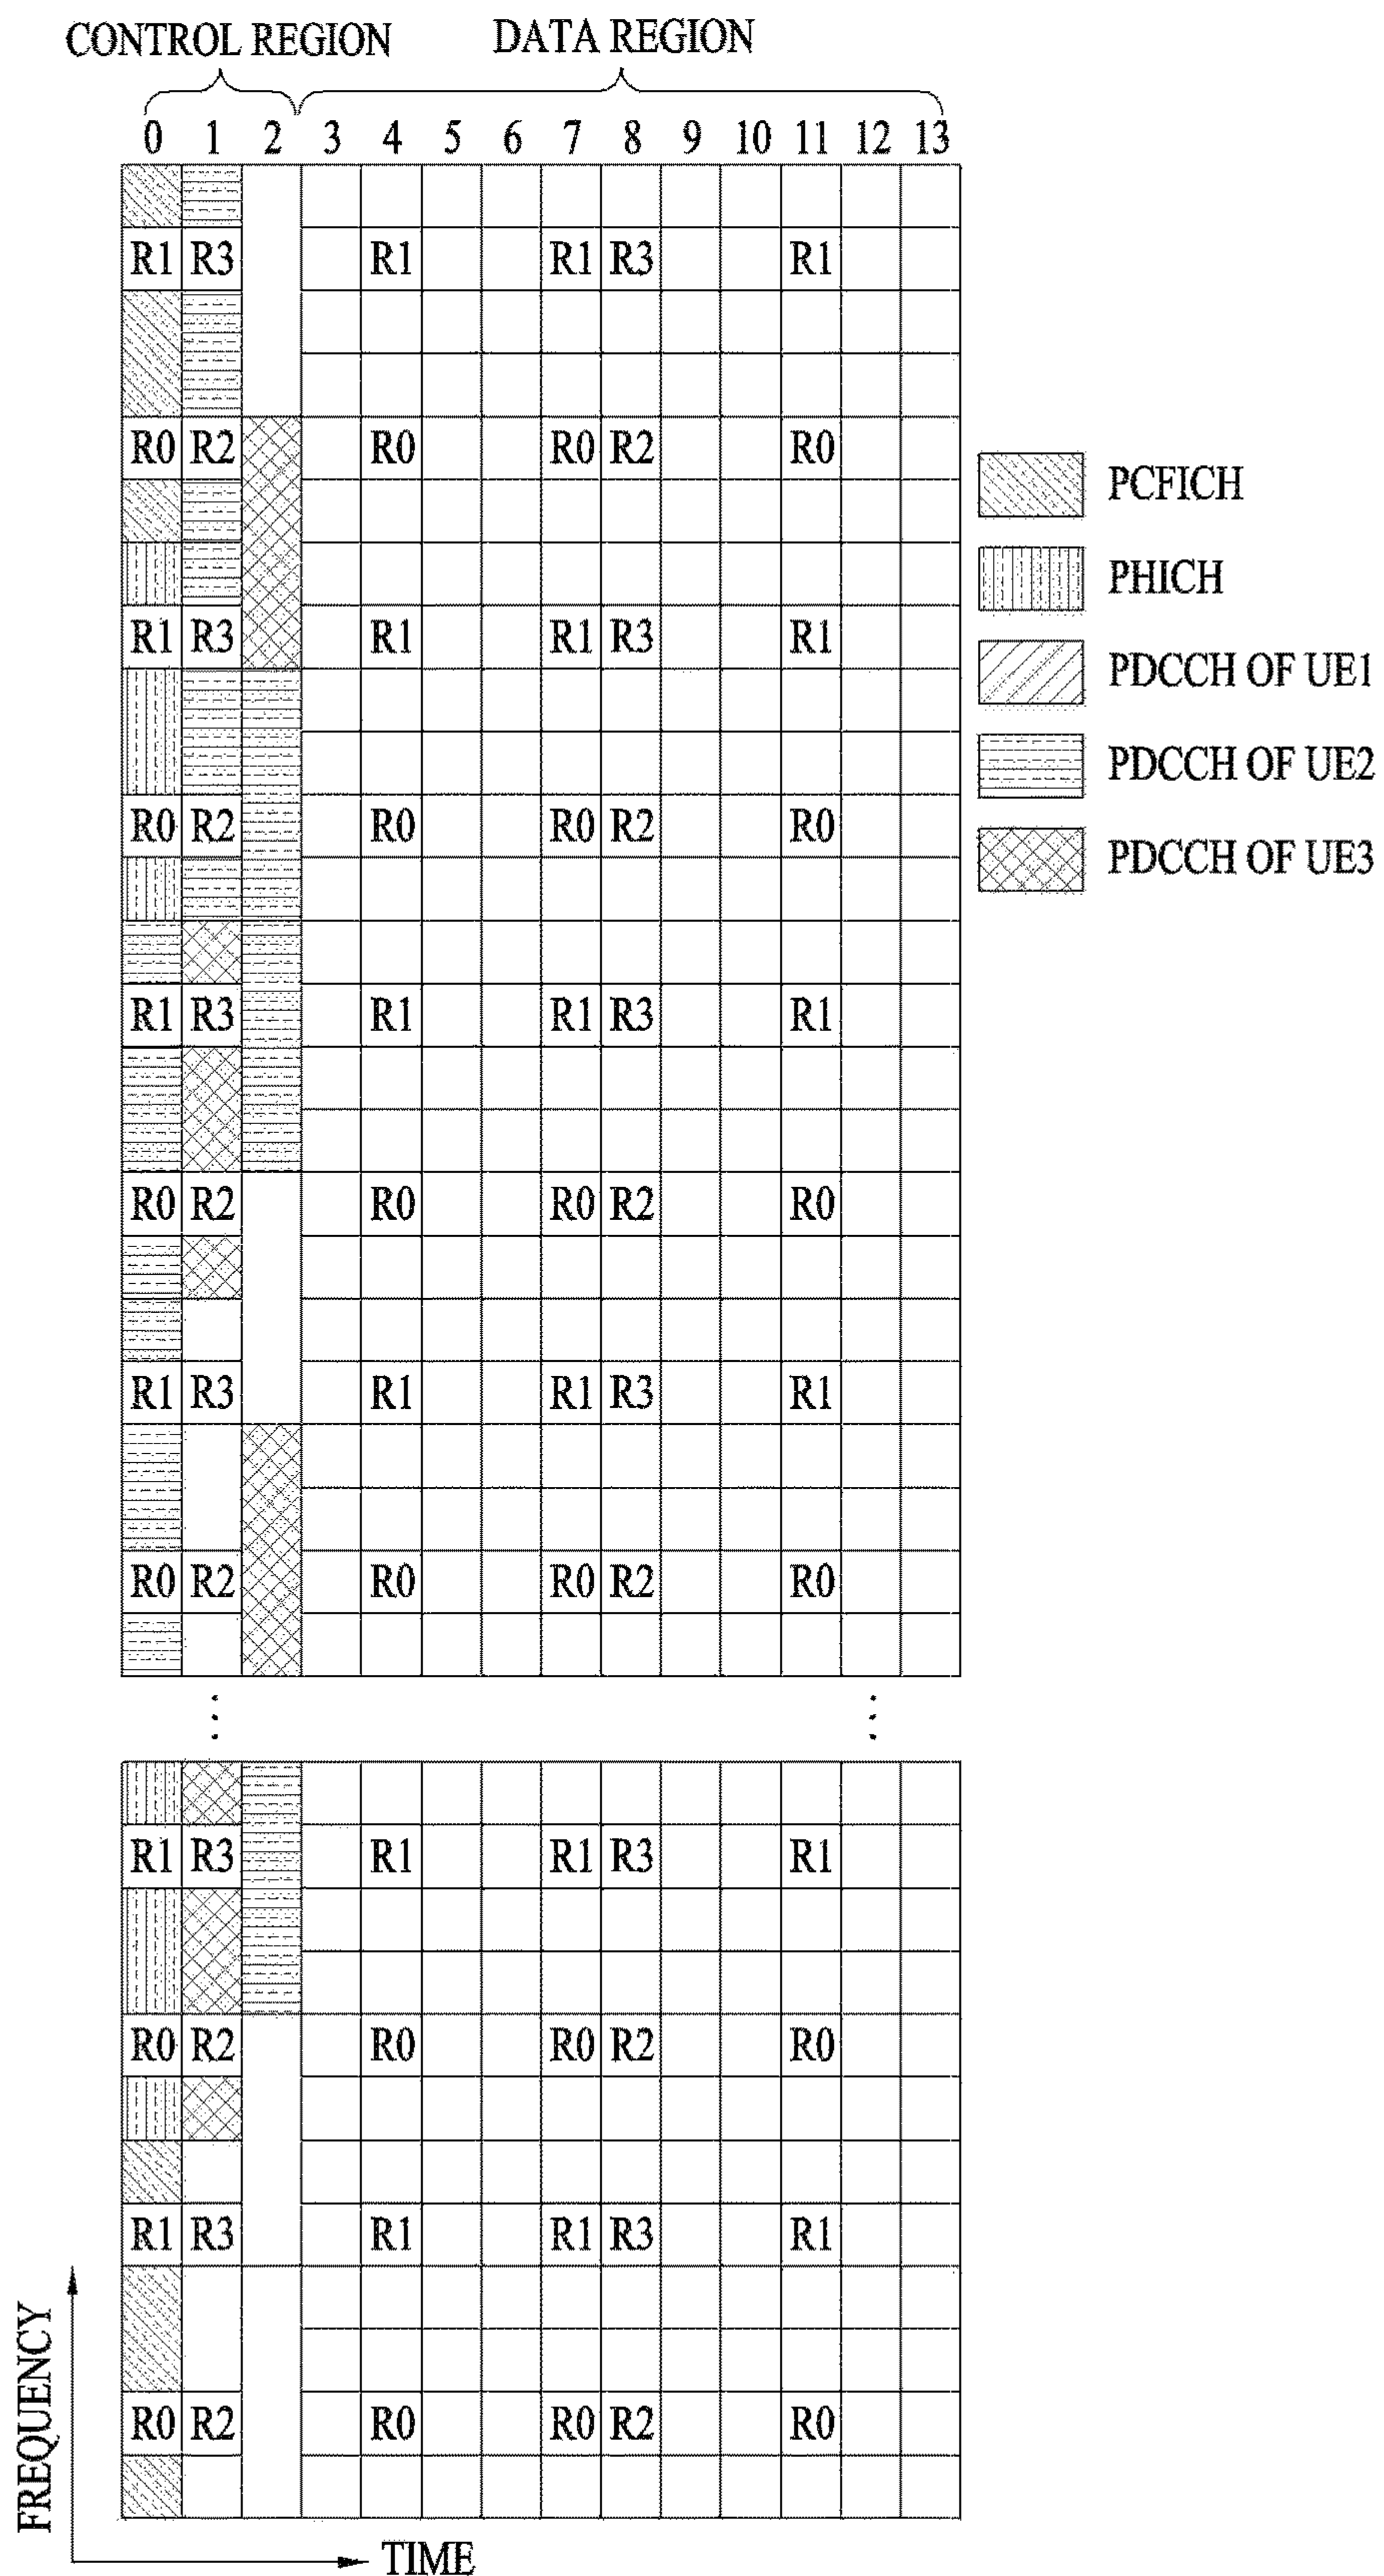 CONTROL REGION DATA REGION
0 1 2 3 4 5 6 7 8 9 10 11 12 13
R1 R3 R1 R1 R3 R1
R0 R2 R0 R0 R2 R0
PCFICH
PHICH
R1 R3 R1 R1 R3 R1
PDCCH OF UE1
PDCCH OF UE2
R0 R2 R0 R0 R2 R0
PDCCH OF UE3
R1 R3 R1 R1 R3 R1
R0 R2 R0 R0 R2 R0
R1 R3 R1 R1 R3 R1
R0 R2 R0 R0 R2 R0
R1 R3 R1 R1 R3 R1
R0 R2 R0 R0 R2 R0
R1 R3 R1 R1 R3 R1
R0 R2 R0 R0 R2 R0
FREQUENCY
TIME